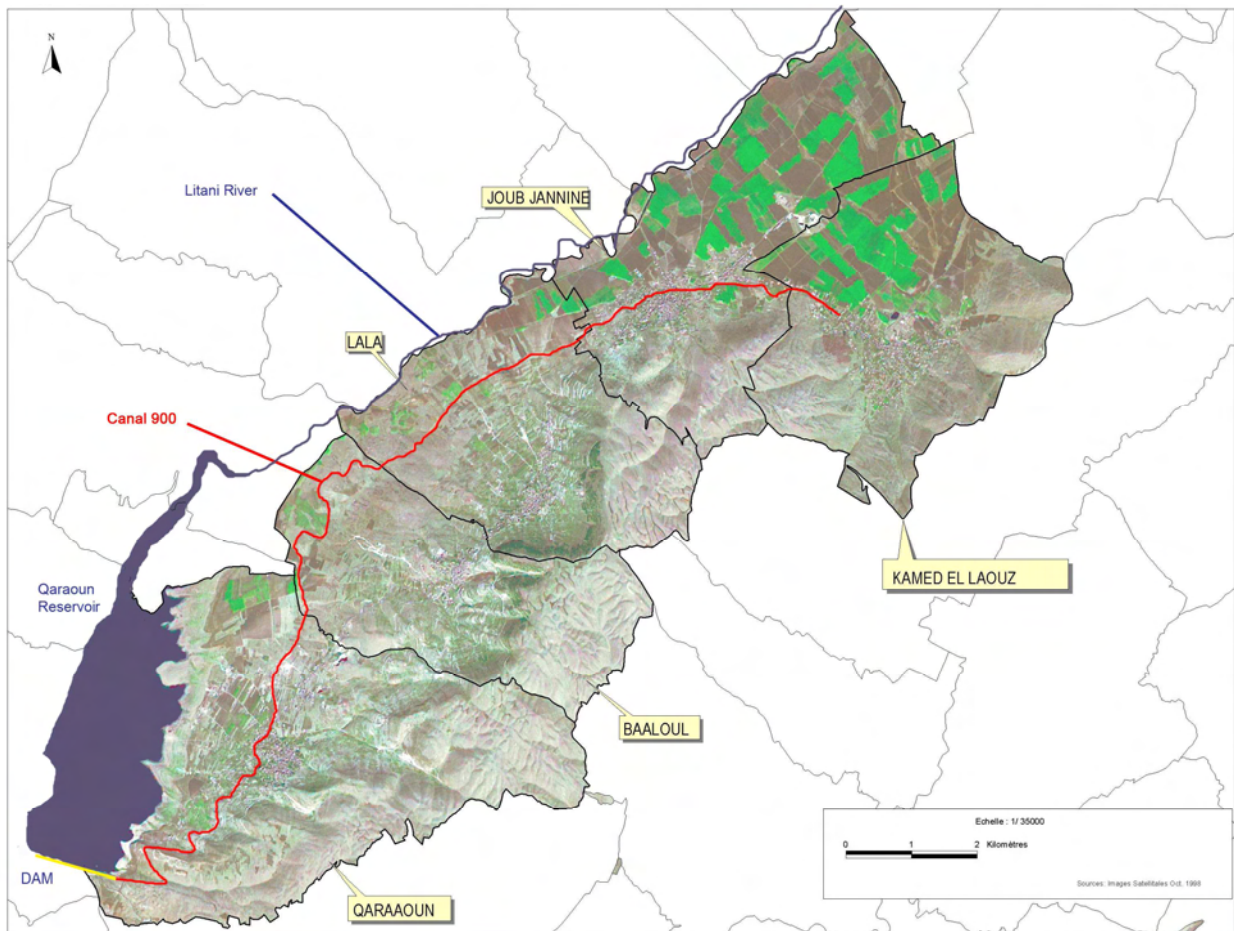 N
Litani River
JOUB JANNINE
LALA
Canal 900
Qaraoun
Reservoir
KAMED EL LAOUZ
BAALOUL
Echelle : 1/ 35000
0 1 2 Kilomètres
Sources: Images Satellitales Oct. 1998
DAM
QARAAOUN